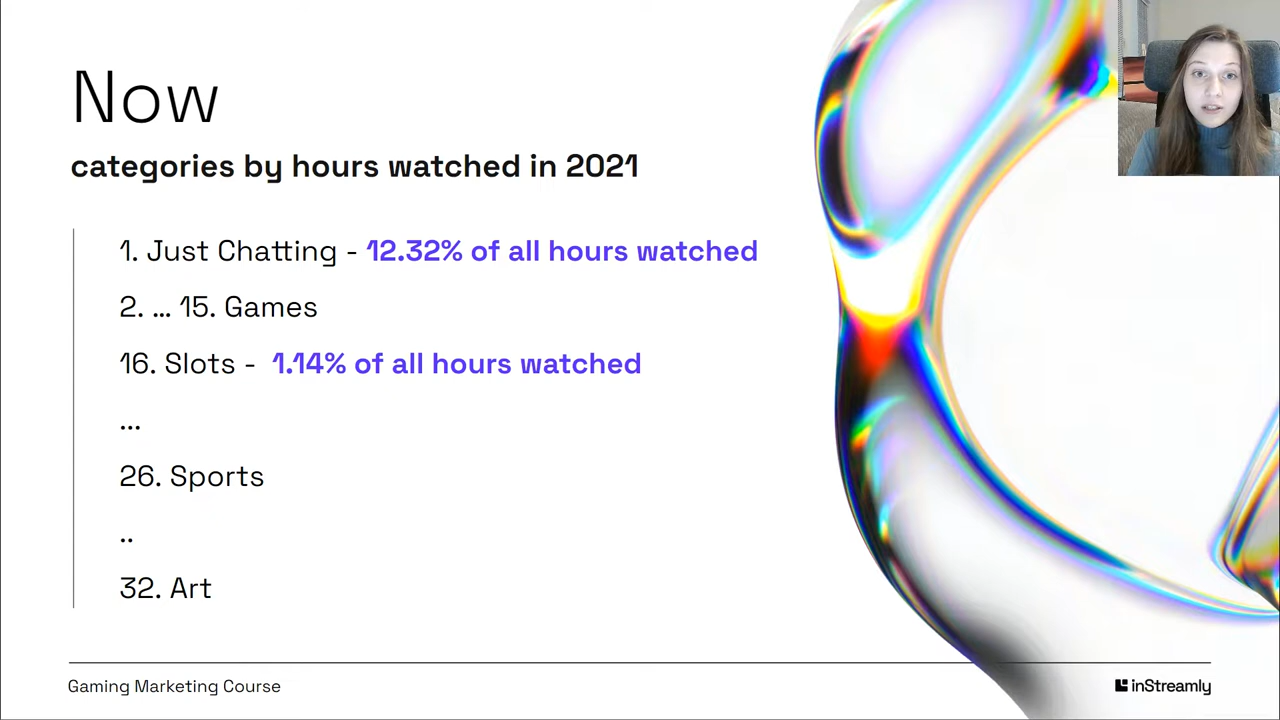 Now
categories by hours watched in 2021
1. Just Chatting - 12.32% of all hours watched
2. ... 15. Games
16. Slots - 1.14% of all hours watched
...
26. Sports
..
32. Art
Gaming Marketing Course
inStreamly